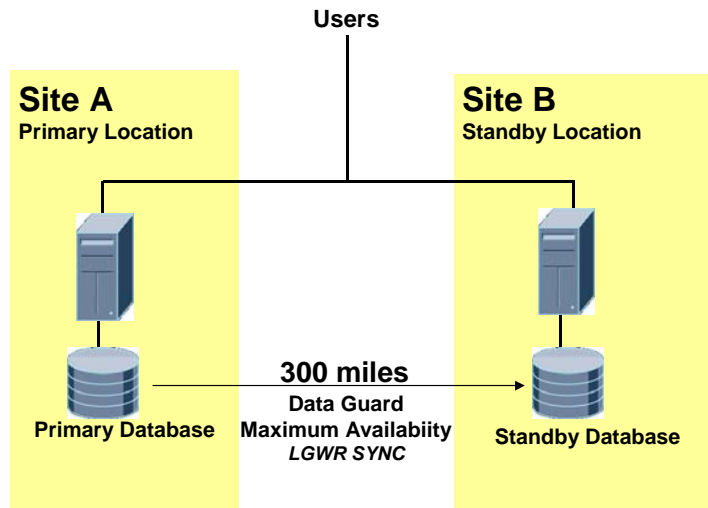 Users
Site A
Primary Location
Site B
Standby Location
300 miles
Data Guard
Maximum Availabiity
LGWR SYNC
Primary Database
Standby Database